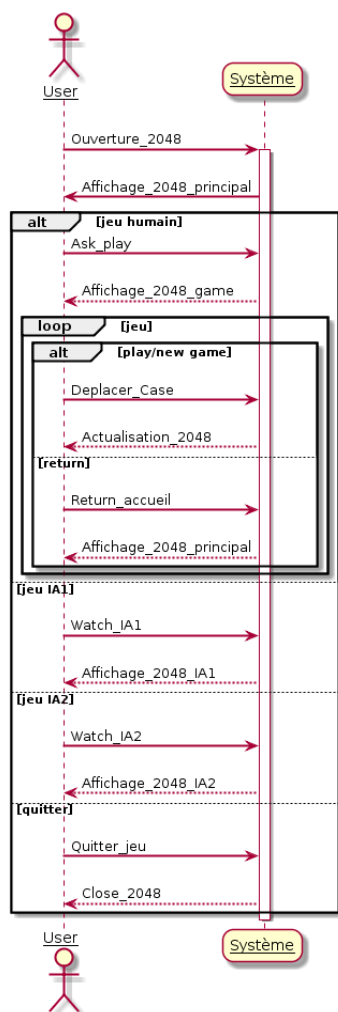 User
Système
Ouverture_2048
Affichage_2048_principal
alt [jeu humain]
Ask_play
Affichage_2048_game
loop [jeu]
alt [play/new game]
Deplacer_Case
Actualisation_2048
[return]
Return_accueil
Affichage_2048_principal
[jeu IA1]
Watch_IA1
Affichage_2048_IA1
[jeu IA2]
Watch_IA2
Affichage_2048_IA2
[quitter]
Quitter_jeu
Close_2048
User
Système